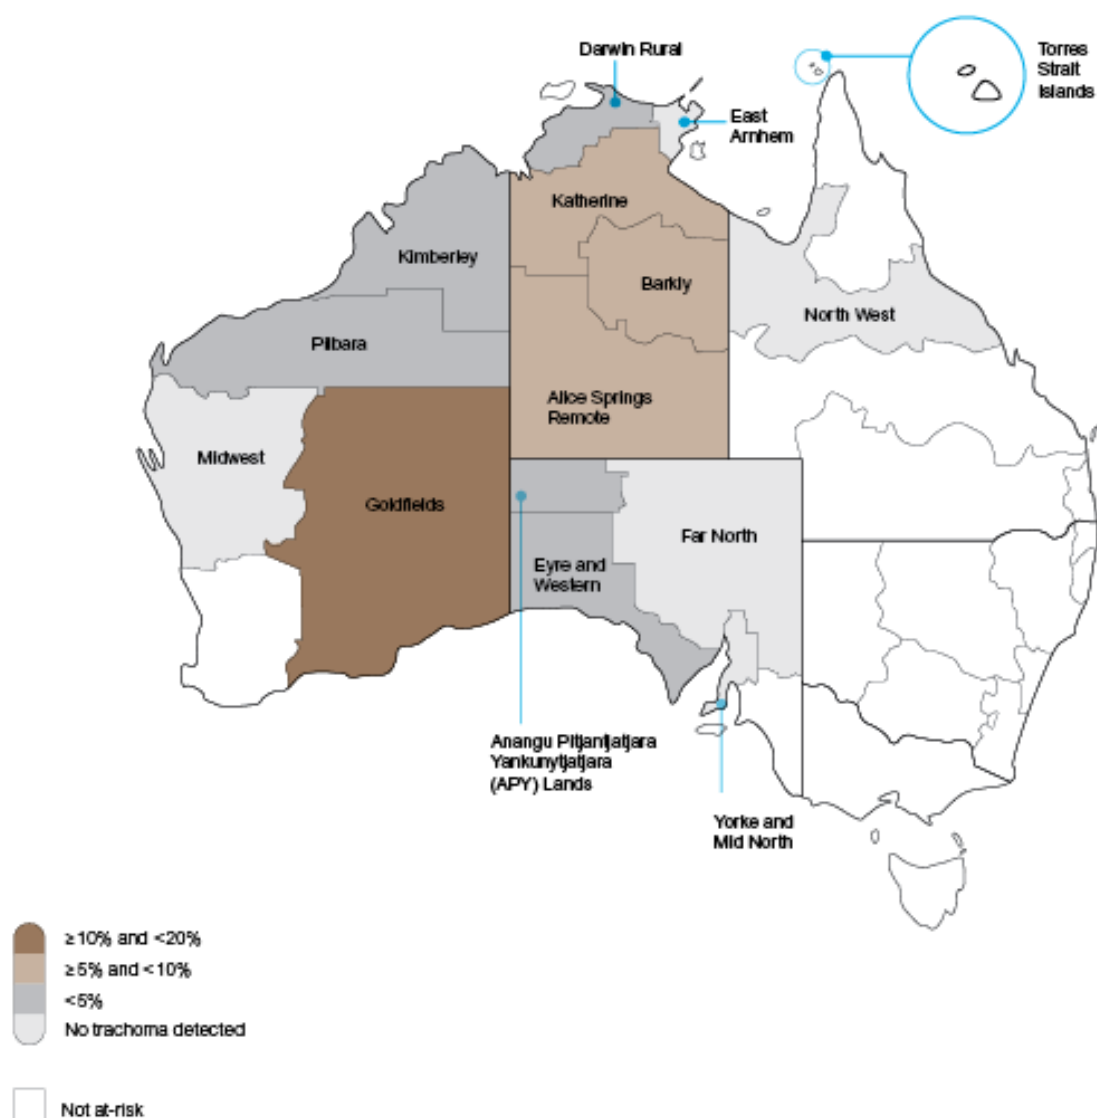 Darwin Rural
Torres
Strait
Islands
East
Arnhem
Katherine
Kimberley
Barkly
North West
Pilbara
Alice Springs
Remote
Midwest
Goldfields
Far North
Eyre and
Western
Anangu Pitjantjatjara
Yankunytjatjara
(APY) Lands
Yorke and
Mid North
≥10% and <20%
≥5% and <10%
<5%
No trachoma detected
Not at-risk